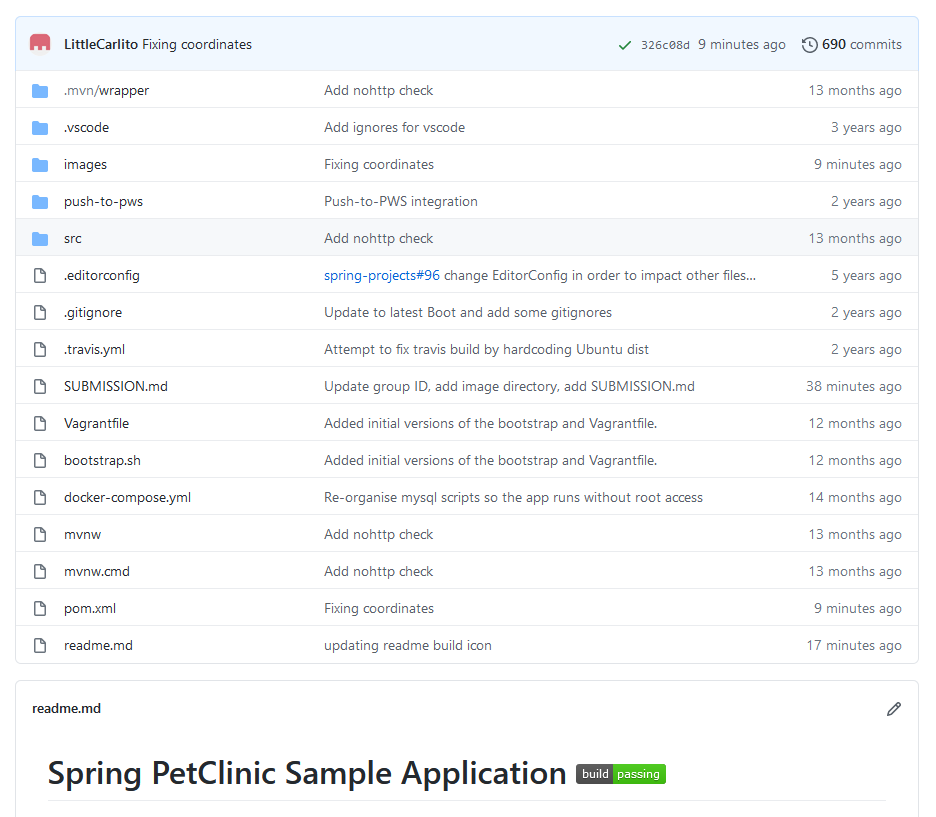 LittleCarlito Fixing coordinates 326c08d 9 minutes ago 690 commits
.mvn/wrapper Add nohttp check 13 months ago
.vscode Add ignores for vscode 3 years ago
images Fixing coordinates 9 minutes ago
push-to-pws Push-to-PWS integration 2 years ago
src Add nohttp check 13 months ago
.editorconfig spring-projects#96 change EditorConfig in order to impact other files... 5 years ago
.gitignore Update to latest Boot and add some gitignores 2 years ago
.travis.yml Attempt to fix travis build by hardcoding Ubuntu dist 2 years ago
SUBMISSION.md Update group ID, add image directory, add SUBMISSION.md 38 minutes ago
Vagrantfile Added initial versions of the bootstrap and Vagrantfile. 12 months ago
bootstrap.sh Added initial versions of the bootstrap and Vagrantfile. 12 months ago
docker-compose.yml Re-organise mysql scripts so the app runs without root access 14 months ago
mvnw Add nohttp check 13 months ago
mvnw.cmd Add nohttp check 13 months ago
pom.xml Fixing coordinates 9 minutes ago
readme.md updating readme build icon 17 minutes ago
readme.md
Spring PetClinic Sample Application build passing